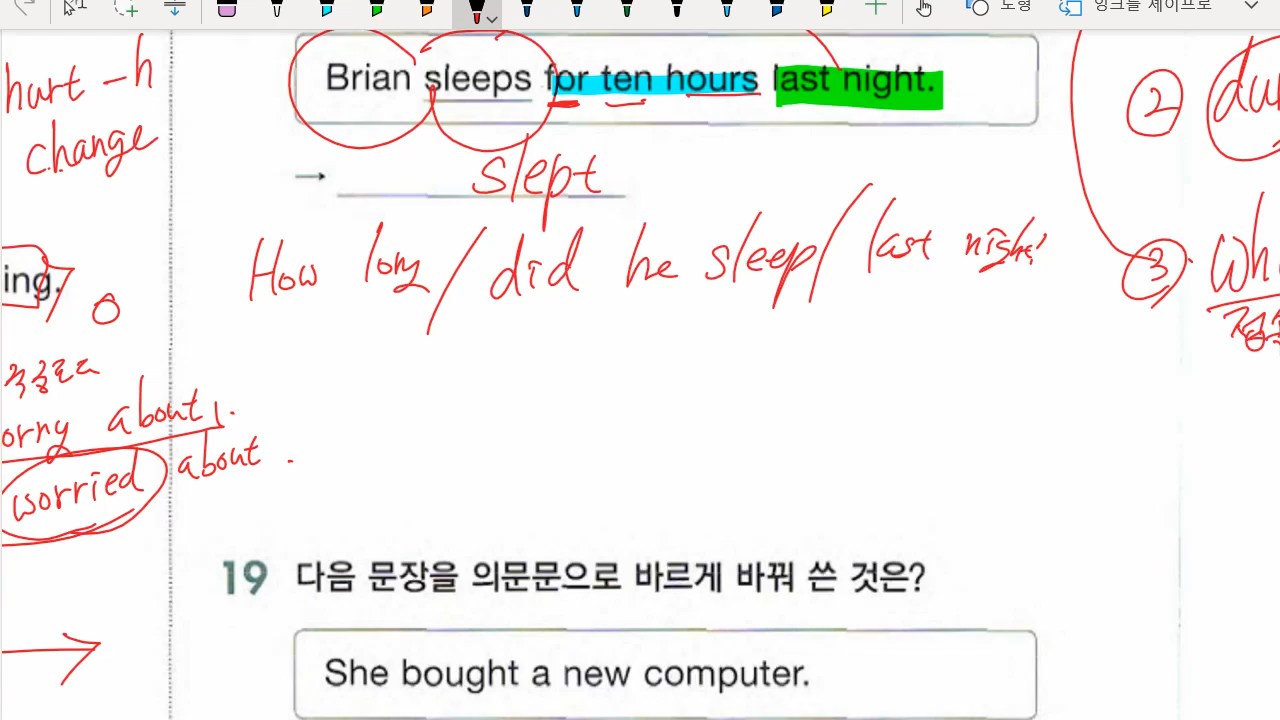 도형
잉크를 셰이프로
hurt - h
change
Brian sleeps for ten hours last night.
→ slept
How long / did he sleep / last night?
②
③
ing.
about
worried about.
19 다음 문장을 의문문으로 바르게 바꿔 쓴 것은?
She bought a new computer.